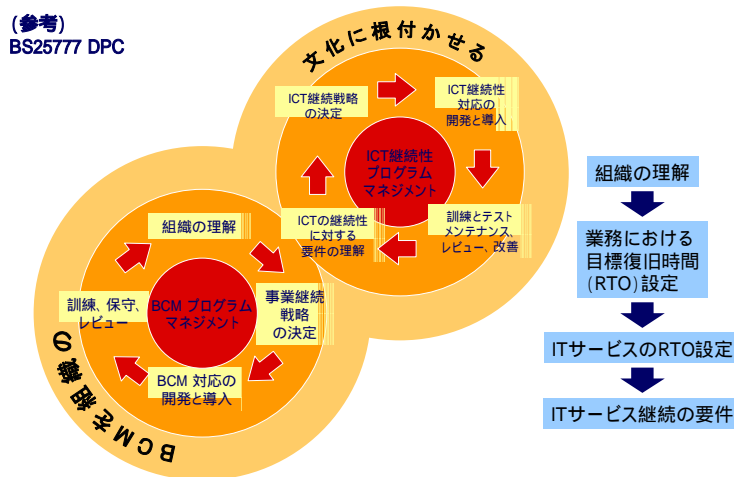 (参考)
BS25777 DPC
文化に根付かせる
ICT継続戦略
の決定
ICT継続性
対応の
開発と導入
ICT継続性
プログラム
マネジメント
ICTの継続性
に対する
要件の理解
訓練とテスト
メンテナンス、
レビュー、改善
組織の理解
訓練、保守、
レビュー
BCM プログラム
マネジメント
事業継続
戦略
の決定
BCM 対応の
開発と導入
BCMを組織の
組織の理解
業務における
目標復旧時間
(RTO)設定
ITサービスのRTO設定
ITサービス継続の要件